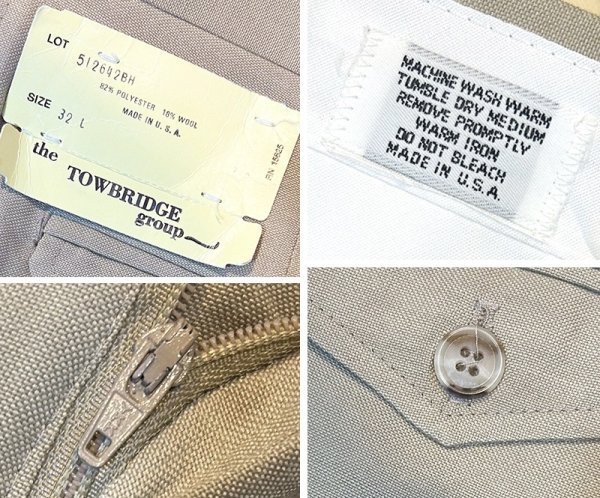 LOT 512642BH
82% POLYESTER 18% WOOL
MADE IN U.S.A.
SIZE 32 L
RN 15825
the
TOWBRIDGE
group
MACHINE WASH WARM
TUMBLE DRY MEDIUM
REMOVE PROMPTLY
WARM IRON
DO NOT BLEACH
MADE IN U.S.A.